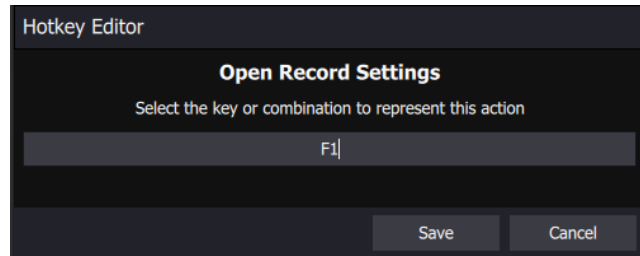 Hotkey Editor
Open Record Settings
Select the key or combination to represent this action
F1
Save Cancel